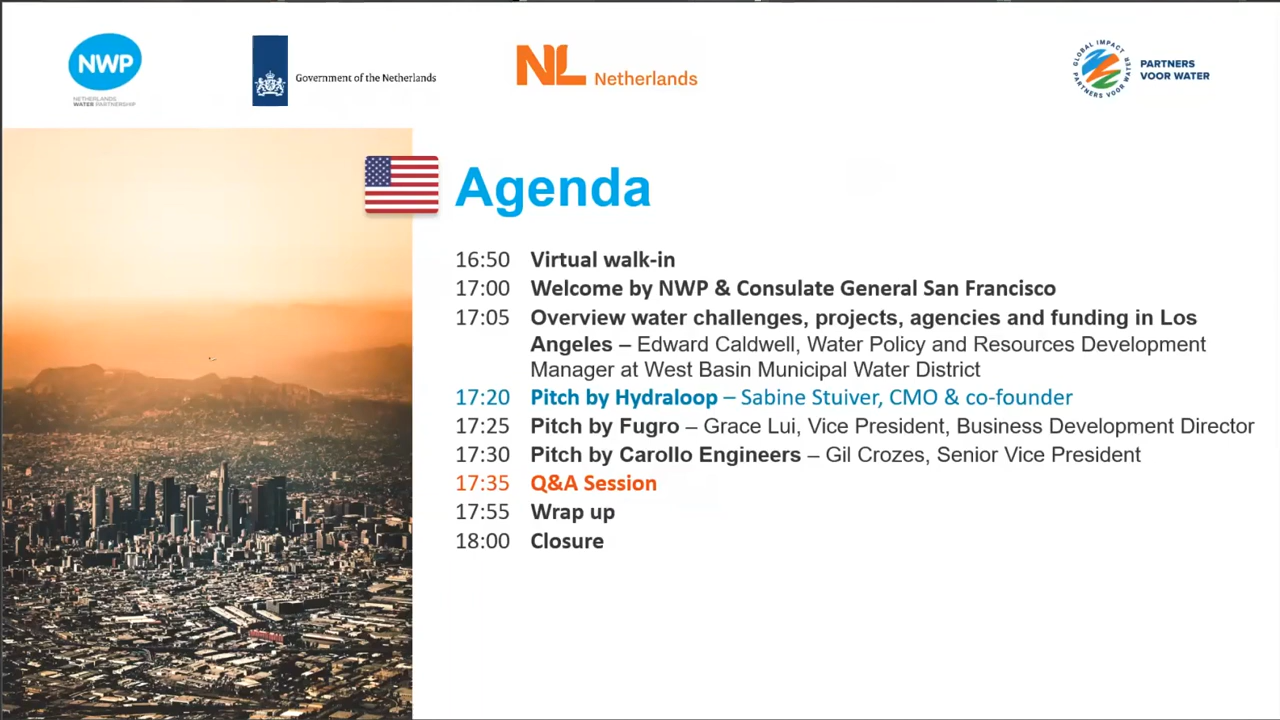 NWP
NETHERLANDS
WATER PARTNERSHIP
Government of the Netherlands
NL Netherlands
GLOBAL IMPACT
PARTNERS VOOR WATER
PARTNERS
VOOR WATER
Agenda
16:50 Virtual walk-in
17:00 Welcome by NWP & Consulate General San Francisco
17:05 Overview water challenges, projects, agencies and funding in Los
Angeles – Edward Caldwell, Water Policy and Resources Development
Manager at West Basin Municipal Water District
17:20 Pitch by Hydraloop – Sabine Stuiver, CMO & co-founder
17:25 Pitch by Fugro – Grace Lui, Vice President, Business Development Director
17:30 Pitch by Carollo Engineers – Gil Crozes, Senior Vice President
17:35 Q&A Session
17:55 Wrap up
18:00 Closure